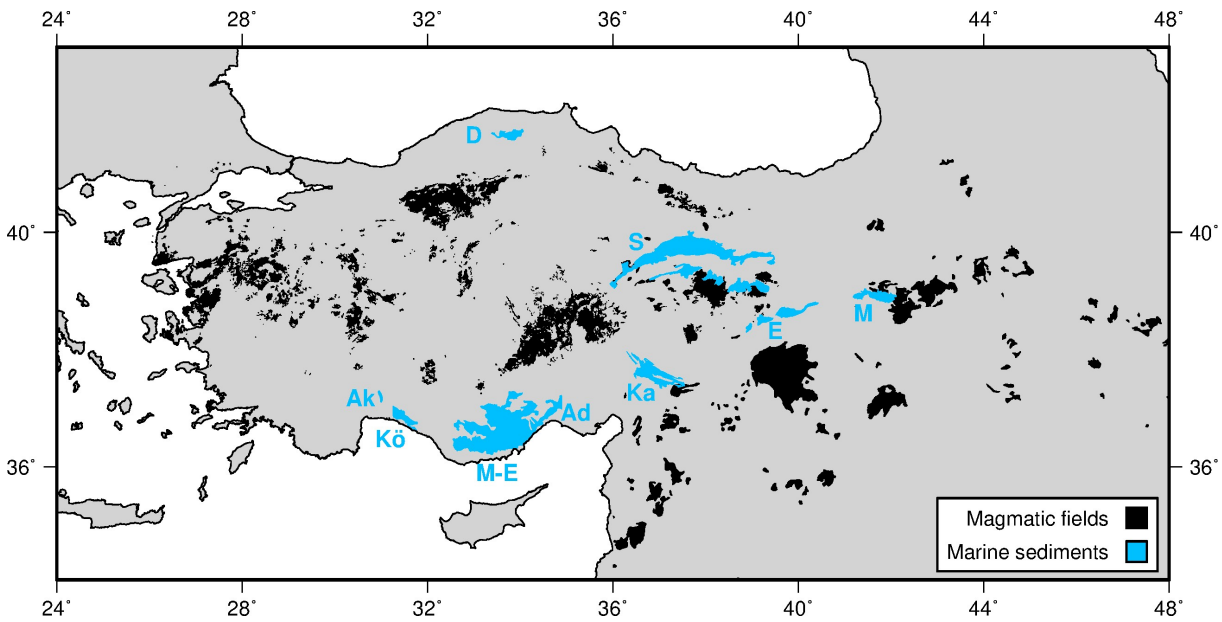 24˚ 28˚ 32˚ 36˚ 40˚ 44˚ 48˚
D
40˚ 40˚
S
M
E
Ka
Ak
Ad
Kö
36˚ 36˚
M-E
Magmatic fields
Marine sediments
24˚ 28˚ 32˚ 36˚ 40˚ 44˚ 48˚